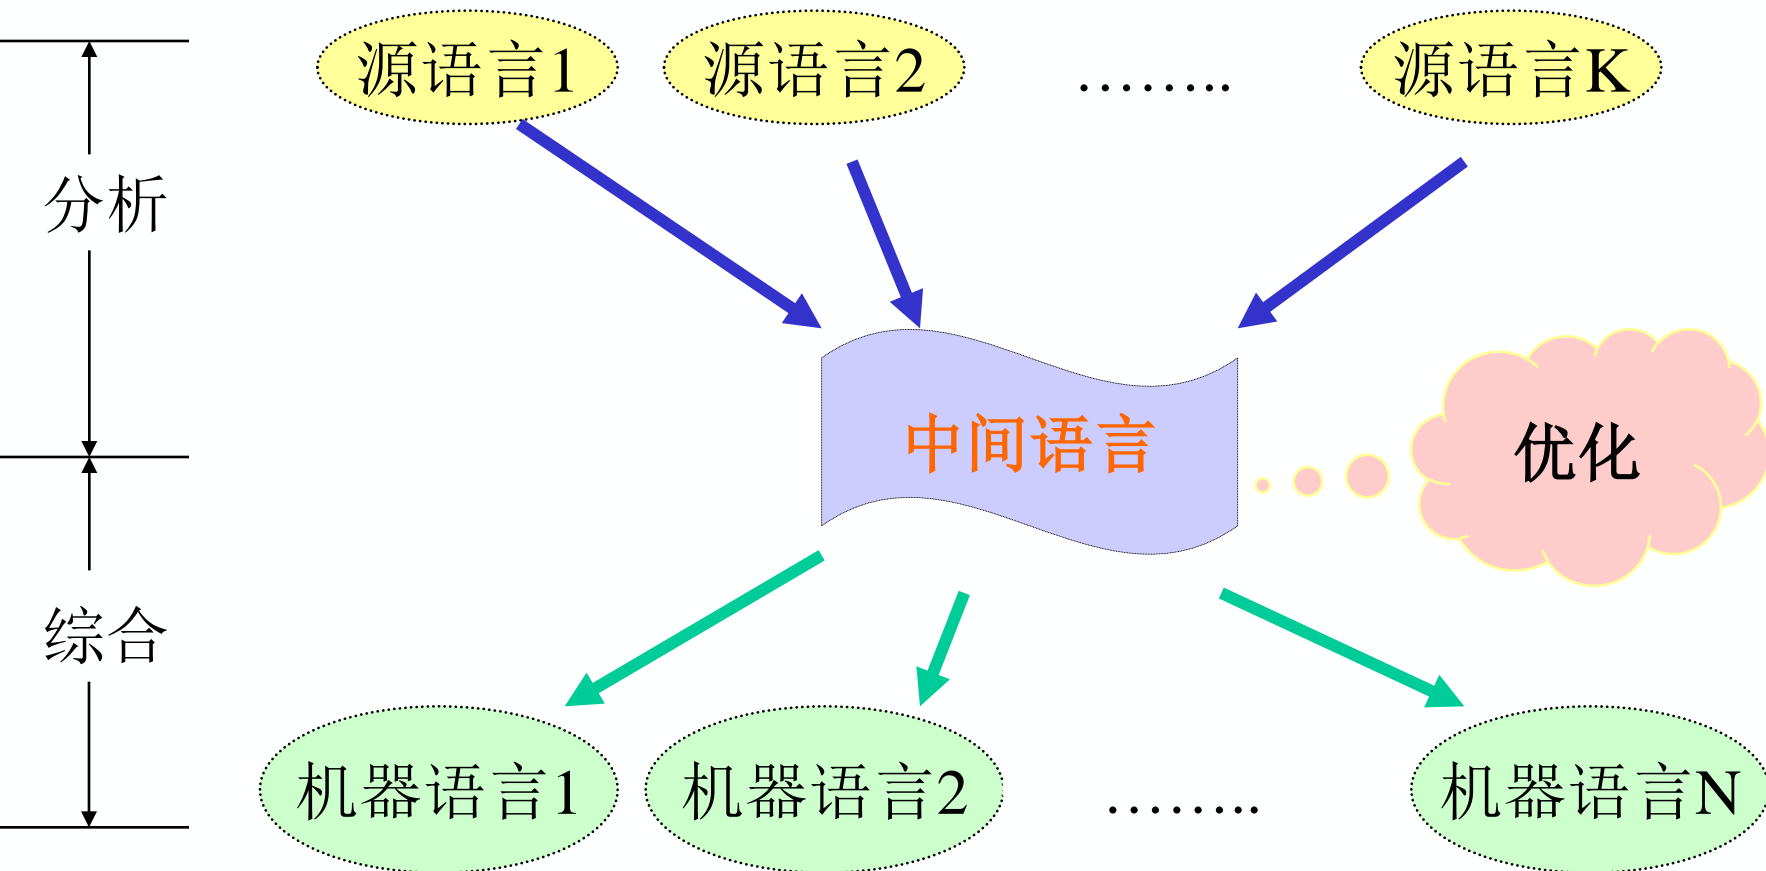 源语言1 源语言2 …….. 源语言K
分析
中间语言
优化
综合
机器语言1 机器语言2 …….. 机器语言N